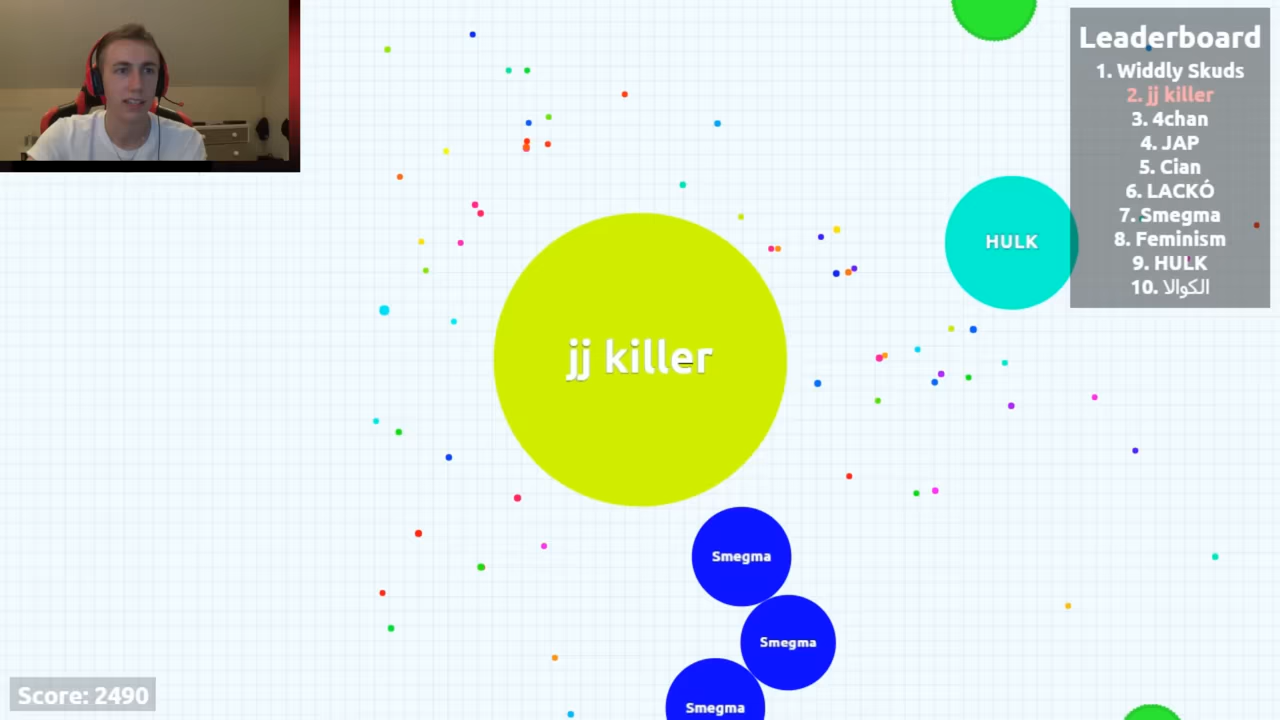 Leaderboard
1. Widdly Skuds
2. jj killer
3. 4chan
4. JAP
5. Cian
6. LACKÓ
7. Smegma
8. Feminism
9. HULK
10. الكوالا
HULK
jj killer
Smegma
Smegma
Smegma
Score: 2490